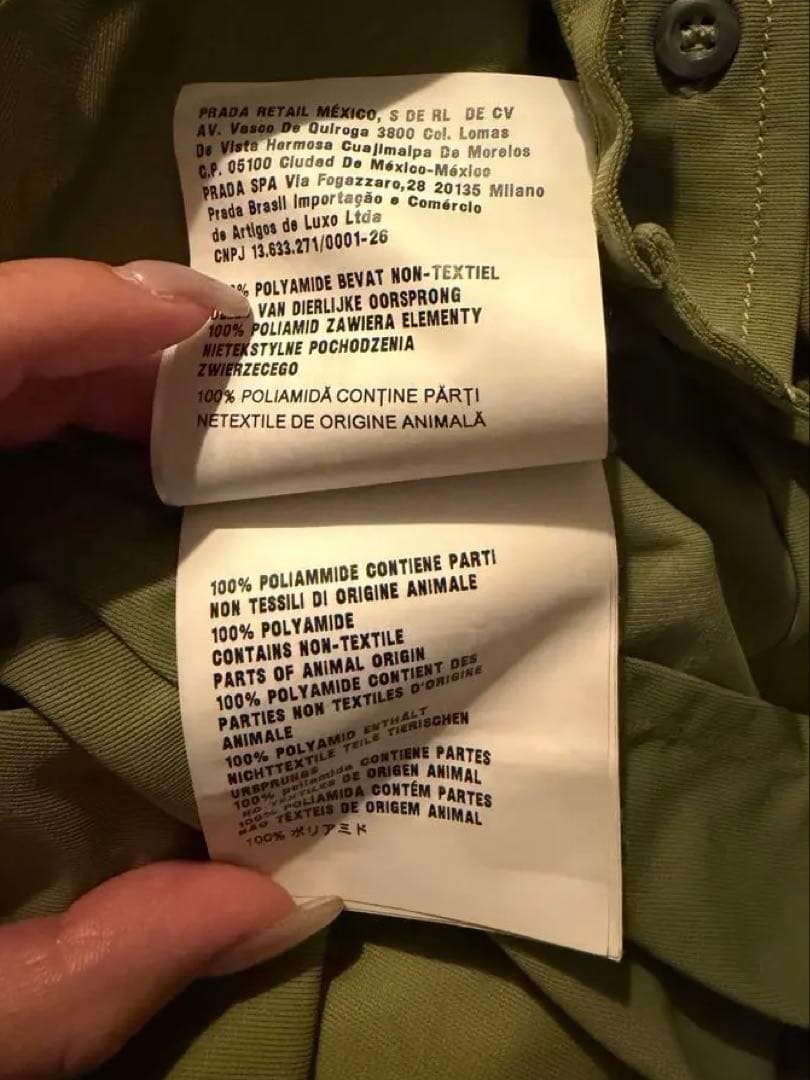 PRADA RETAIL MÉXICO, S DE RL DE CV
AV. Vasco De Quiroga 3800 Col. Lomas
De Vista Hermosa Cuajimalpa De Morelos
C.P. 05100 Ciudad De México-México
PRADA SPA Via Fogazzaro,28 20135 Milano
Prada Brasil Importação e Comércio
de Artigos de Luxo Ltda
CNPJ 13.633.271/0001-26
% POLYAMIDE BEVAT NON-TEXTIEL
VAN DIERLIJKE OORSPRONG
100% POLIAMID ZAWIERA ELEMENTY
NIETEKSTYLNE POCHODZENIA
ZWIERZECEGO
100% POLIAMIDĂ CONȚINE PĂRȚI
NETEXTILE DE ORIGINE ANIMALĂ
100% POLIAMMIDE CONTIENE PARTI
NON TESSILI DI ORIGINE ANIMALE
100% POLYAMIDE
CONTAINS NON-TEXTILE
PARTS OF ANIMAL ORIGIN
100% POLYAMIDE CONTIENT DES
PARTIES NON TEXTILES D'ORIGINE
ANIMALE
100% POLYAMID ENTHÄLT
NICHTTEXTILE TEILE TIERISCHEN
URSPRUNGS
100% poliamida CONTIENE PARTES
NO TEXTILES DE ORIGEN ANIMAL
100% POLIAMIDA CONTÉM PARTES
NÃO TÊXTEIS DE ORIGEM ANIMAL
100% ポリアミド